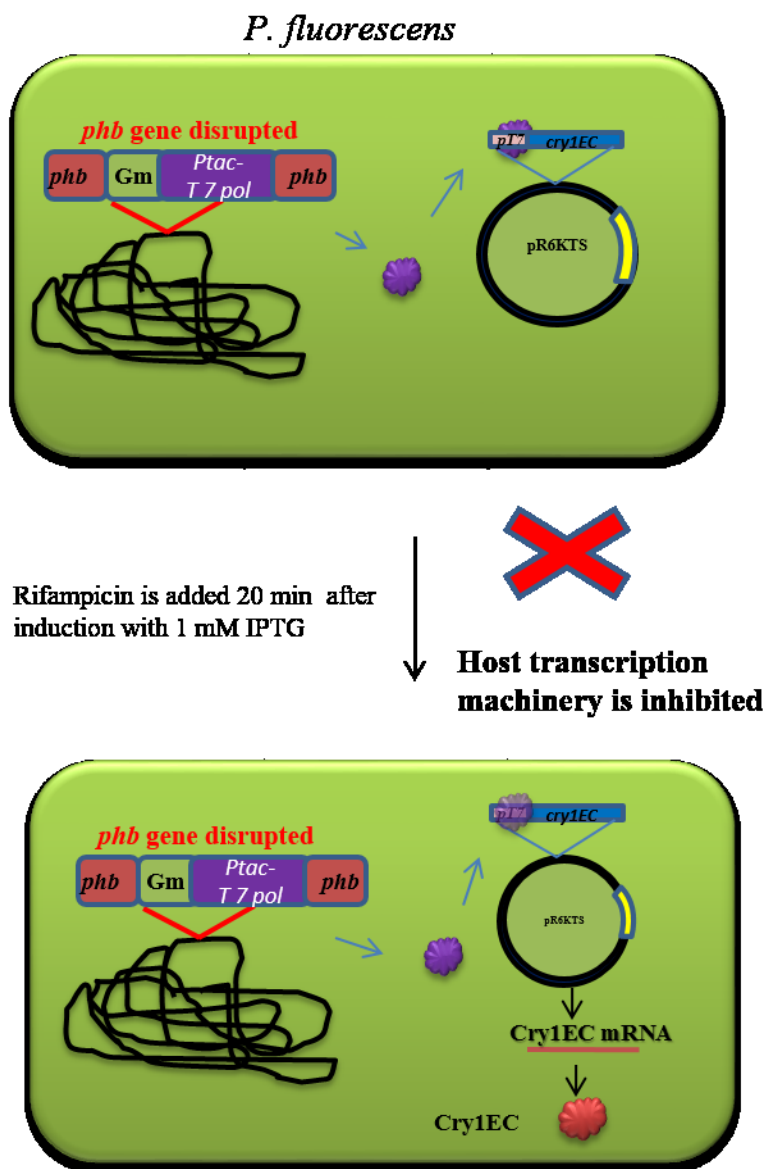 P. fluorescens
phb gene disrupted
phb Gm Ptac- phb
T 7 pol
pT7 cry1EC
pR6KTS
Rifampicin is added 20 min after
induction with 1 mM IPTG
Host transcription
machinery is inhibited
phb gene disrupted
phb Gm Ptac- phb
T 7 pol
pT7 cry1EC
pR6KTS
Cry1EC mRNA
Cry1EC